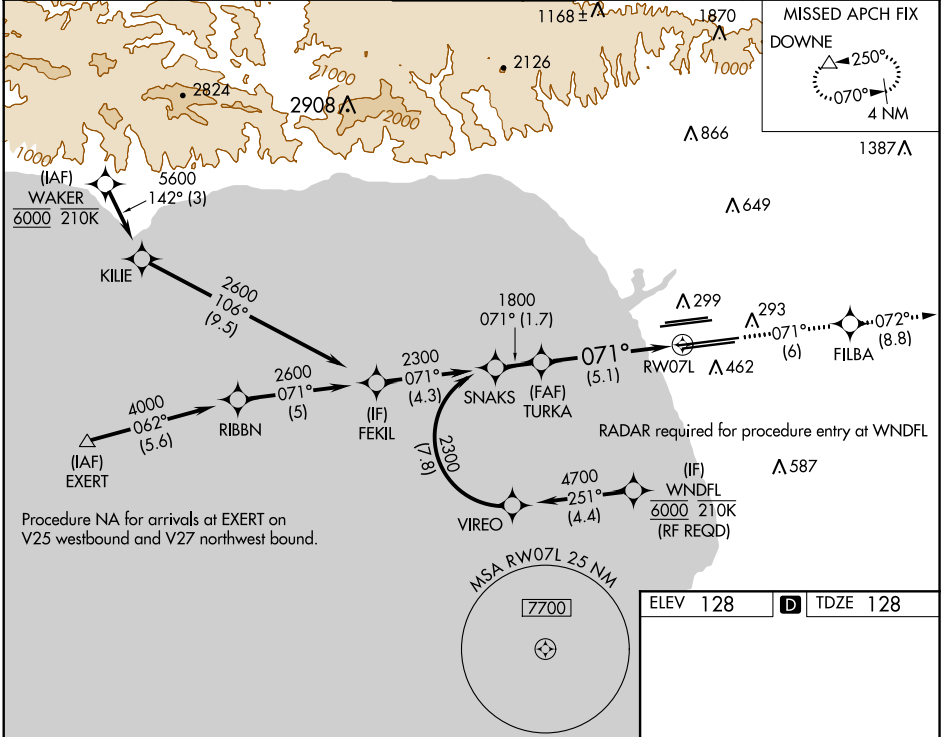 1168 ±
1870
MISSED APCH FIX
DOWNE
250°
070°
4 NM
1000
2126
1000
2824
2908
2000
866
1387
1000
(IAF)
WAKER
6000 210K
5600
142° (3)
649
KILIE
2600
106°
(9.5)
1800
071° (1.7)
299
293
071°
(6)
072°
(8.8)
FILBA
RW07L
462
071°
(5.1)
2300
071°
(4.3)
SNAKS
(FAF)
TURKA
2600
071°
(5)
(IF)
FEKIL
4000
062°
(5.6)
RIBBN
(IAF)
EXERT
RADAR required for procedure entry at WNDFL
2300
(7.8)
587
4700
251°
(4.4)
(IF)
WNDFL
6000 210K
(RF REQD)
VIREO
Procedure NA for arrivals at EXERT on
V25 westbound and V27 northwest bound.
MSA RW07L 25 NM
7700
ELEV 128 D TDZE 128